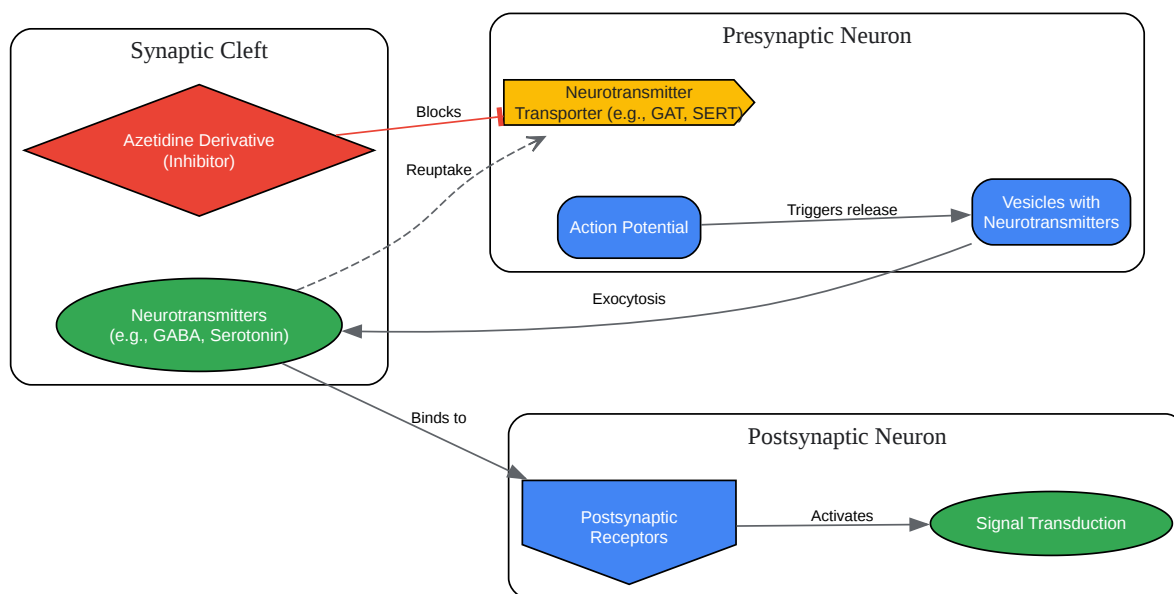 Synaptic Cleft
Presynaptic Neuron
Azetidine Derivative
(Inhibitor)
Blocks
Neurotransmitter
Transporter (e.g., GAT, SERT)
Reuptake
Action Potential
Triggers release
Vesicles with
Neurotransmitters
Exocytosis
Neurotransmitters
(e.g., GABA, Serotonin)
Binds to
Postsynaptic Neuron
Postsynaptic
Receptors
Activates
Signal Transduction